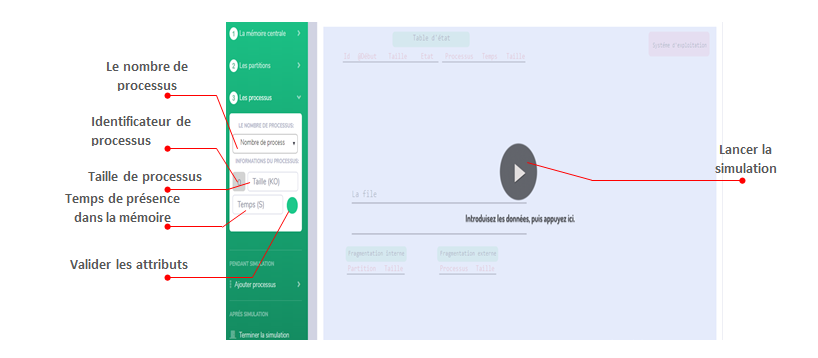 Le nombre de
processus
Identificateur de
processus
Taille de processus
Temps de présence
dans la mémoire
Valider les attributs
1 La mémoire centrale
2 Les partitions
3 Les processus
LE NOMBRE DE PROCESSUS:
Nombre de process
INFORMATIONS DU PROCESSUS:
Taille (KO)
Temps (S)
PENDANT SIMULATION
Ajouter processus
APRÈS SIMULATION
Terminer la simulation
Table d'état
Id @Début Taille État Processus Temps Taille
Système d'exploitation
La file
Introduisez les données, puis appuyez ici.
Fragmentation interne
Partition Taille
Fragmentation externe
Processus Taille
Lancer la
simulation